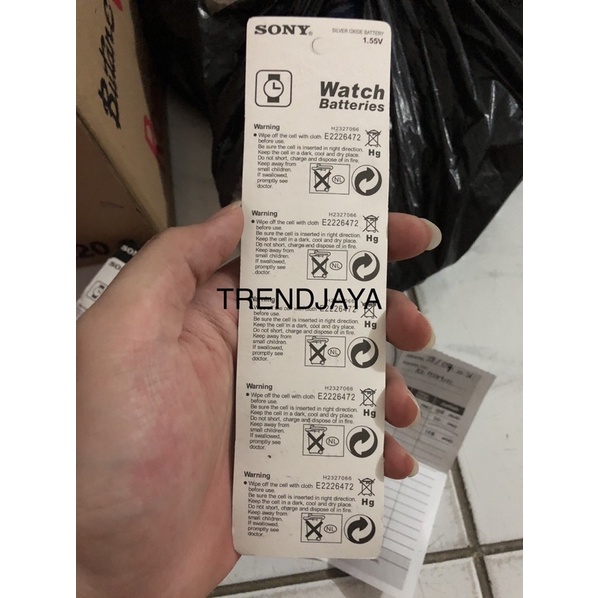 SONY®
SILVER OXIDE BATTERY
1.55V
Watch
Batteries
Warning
H2327066
• Wipe off the cell with cloth E2226472
before use.
Be sure the cell is inserted in right direction.
Keep the cell in a dark, cool and dry place.
Do not short, charge and dispose of in fire.
Keep away from
small children.
If swallowed,
promptly see
doctor.
Hg
NL
Warning
H2327066
• Wipe off the cell with cloth E2226472
before use.
Be sure the cell is inserted in right direction.
Keep the cell in a dark, cool and dry place.
Do not short, charge and dispose of in fire.
Keep away from
small children.
If swallowed,
promptly see
doctor.
Hg
NL
TRENDJAYA
Warning
• Wipe off the cell with cloth E2226472
before use.
Be sure the cell is inserted in right direction.
Keep the cell in a dark, cool and dry place.
Do not short, charge and dispose of in fire.
Keep away from
small children.
If swallowed,
promptly see
doctor.
Hg
NL
Warning
H2327066
• Wipe off the cell with cloth E2226472
before use.
Be sure the cell is inserted in right direction.
Keep the cell in a dark, cool and dry place.
Do not short, charge and dispose of in fire.
Keep away from
small children.
If swallowed,
promptly see
doctor.
Hg
NL
Warning
H2327066
• Wipe off the cell with cloth E2226472
before use.
Be sure the cell is inserted in right direction.
Keep the cell in a dark, cool and dry place.
Do not short, charge and dispose of in fire.
Keep away from
small children.
If swallowed,
promptly see
doctor.
Hg
NL